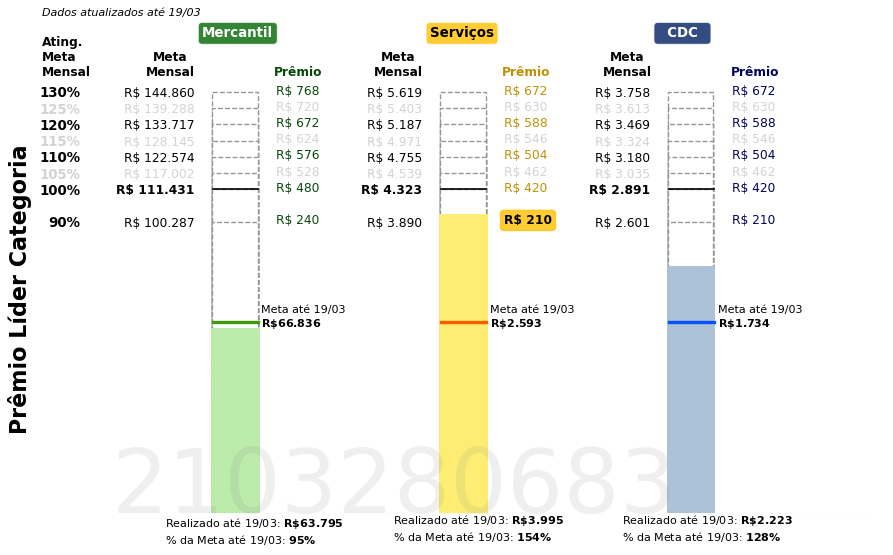 Dados atualizados até 19/03
Mercantil Serviços CDC
Ating.
Meta
Mensal
Meta
Mensal Prêmio Meta
Mensal Prêmio Meta
Mensal Prêmio
130% R$ 144.860 R$ 768 R$ 5.619 R$ 672 R$ 3.758 R$ 672
125% R$ 139.288 R$ 720 R$ 5.403 R$ 630 R$ 3.613 R$ 630
120% R$ 133.717 R$ 672 R$ 5.187 R$ 588 R$ 3.469 R$ 588
115% R$ 128.145 R$ 624 R$ 4.971 R$ 546 R$ 3.324 R$ 546
110% R$ 122.574 R$ 576 R$ 4.755 R$ 504 R$ 3.180 R$ 504
105% R$ 117.002 R$ 528 R$ 4.539 R$ 462 R$ 3.035 R$ 462
100% R$ 111.431 R$ 480 R$ 4.323 R$ 420 R$ 2.891 R$ 420
90% R$ 100.287 R$ 240 R$ 3.890 R$ 210 R$ 2.601 R$ 210
Prêmio Líder Categoria
Meta até 19/03 Meta até 19/03 Meta até 19/03
R$66.836 R$2.593 R$1.734
2103280683
Realizado até 19/03: R$63.795 Realizado até 19/03: R$3.995 Realizado até 19/03: R$2.223
% da Meta até 19/03: 95% % da Meta até 19/03: 154% % da Meta até 19/03: 128%